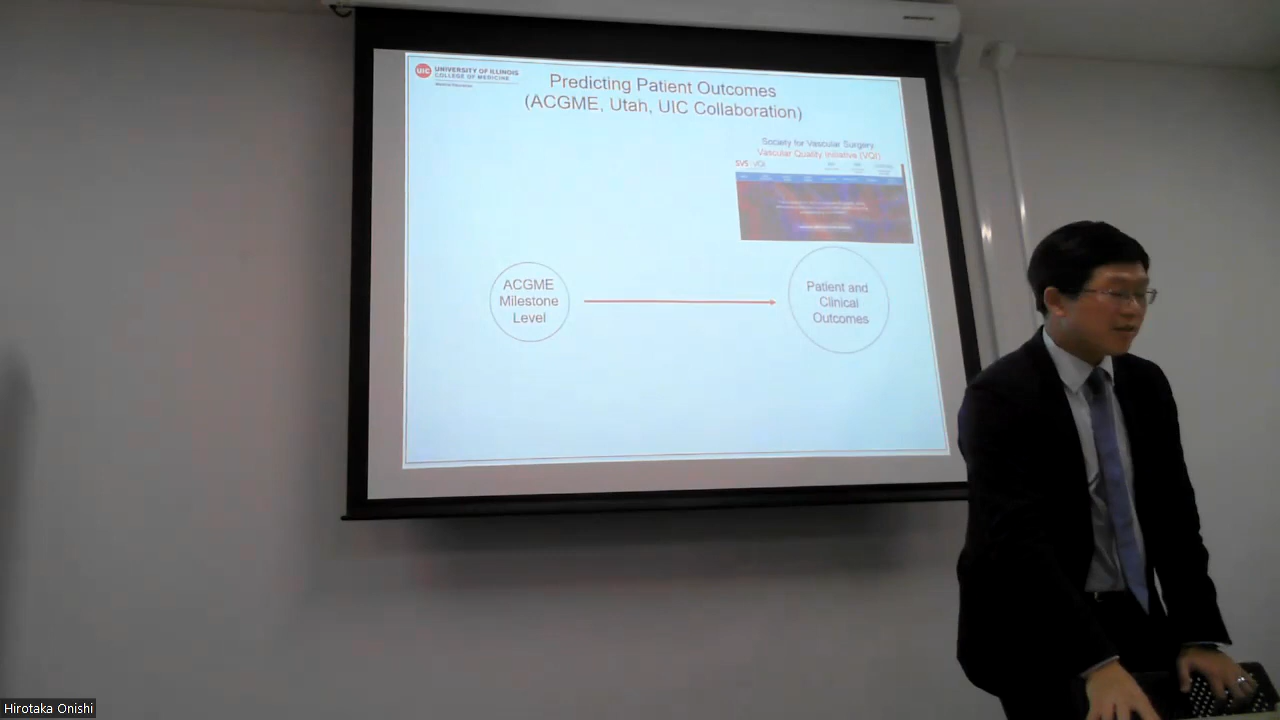 UIC
UNIVERSITY OF ILLINOIS
COLLEGE OF MEDICINE
Predicting Patient Outcomes
(ACGME, Utah, UIC Collaboration)
Society for Vascular Surgery
Vascular Quality Initiative (VQI)
SVS VQI
ACGME
Milestone
Level
Patient and
Clinical
Outcomes
Hirotaka Onishi